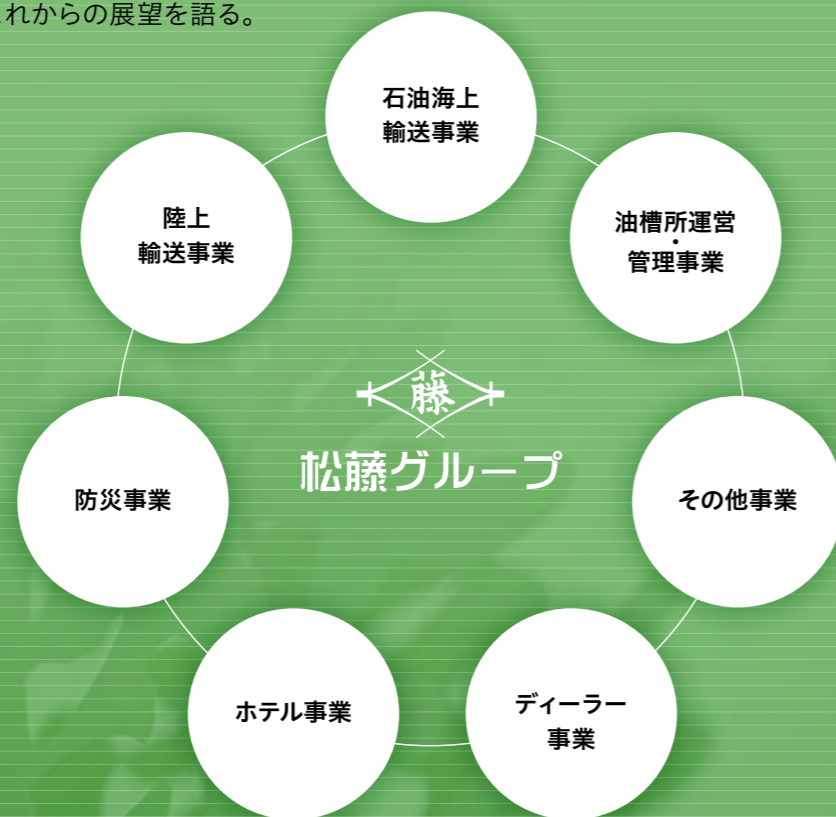 れからの展望を語る。
石油海上
輸送事業
陸上
輸送事業
油槽所運営
・
管理事業
藤
松藤グループ
防災事業
その他事業
ホテル事業
ディーラー
事業